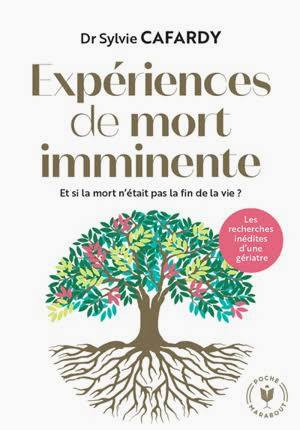 Dr Sylvie CAFARDY
Expériences
de mort
imminente
Et si la mort n'était pas la fin de la vie ?
Les
recherches
inédites
d'une
gériatre
POCHE
MARABOUT